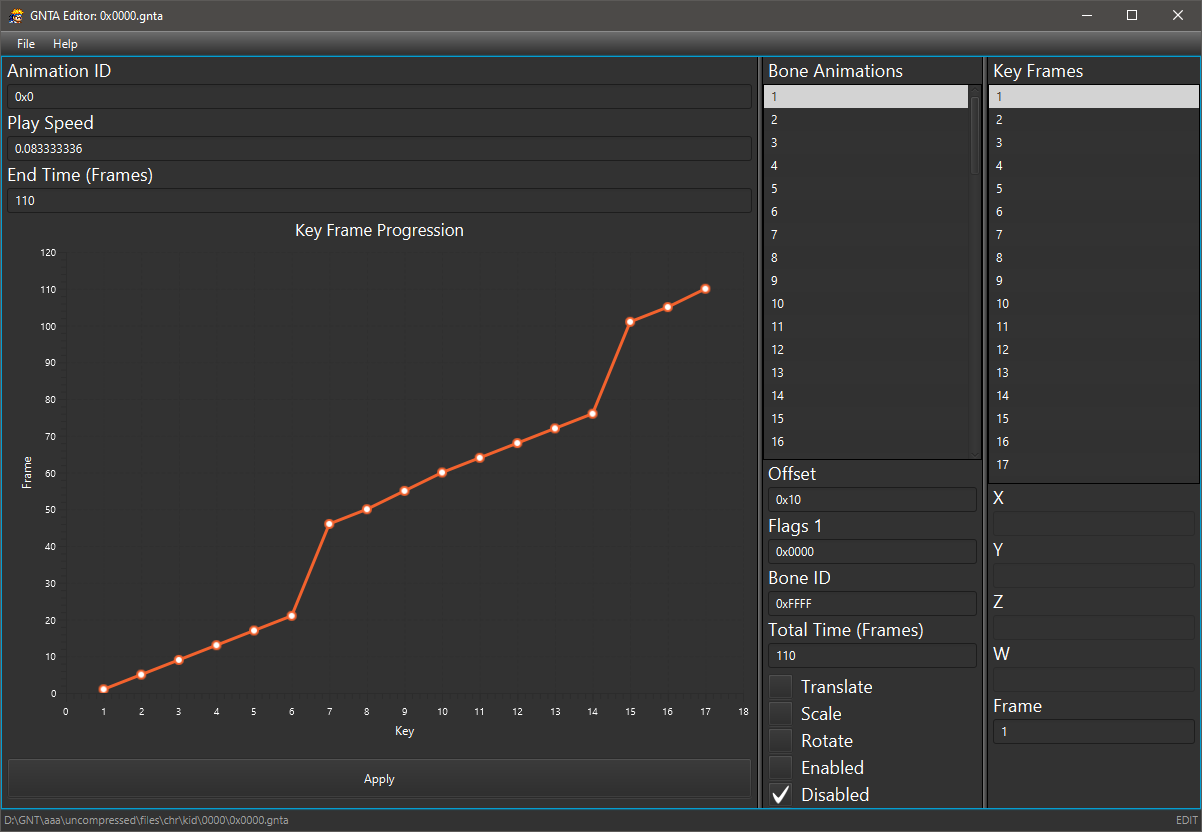 GNTA Editor: 0x0000.gnta
File Help
Animation ID
0x0
Play Speed
0.083333336
End Time (Frames)
110
Key Frame Progression
120
110
100
90
80
70
60
50
40
30
20
10
0
Frame
0 1 2 3 4 5 6 7 8 9 10 11 12 13 14 15 16 17 18
Key
Apply
Bone Animations
1
2
3
4
5
6
7
8
9
10
11
12
13
14
15
16
Offset
0x10
Flags 1
0x0000
Bone ID
0xFFFF
Total Time (Frames)
110
Translate
Scale
Rotate
Enabled
Disabled
Key Frames
1
2
3
4
5
6
7
8
9
10
11
12
13
14
15
16
17
X
Y
Z
W
Frame
1
D:\GNT\aaa\uncompressed\files\chr\kid\0000\0x0000.gnta
EDIT